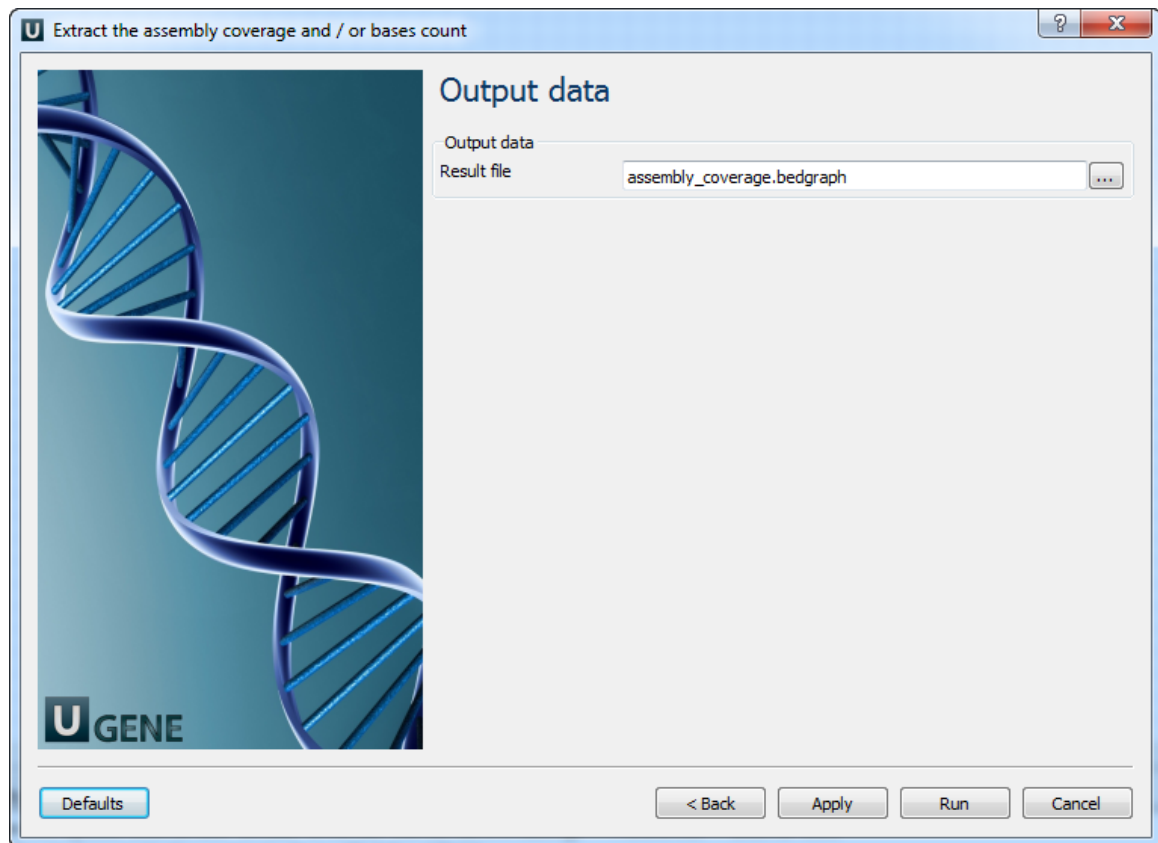 U Extract the assembly coverage and / or bases count
? X
Output data
Output data
Result file assembly_coverage.bedgraph ...
U GENE
Defaults < Back Apply Run Cancel